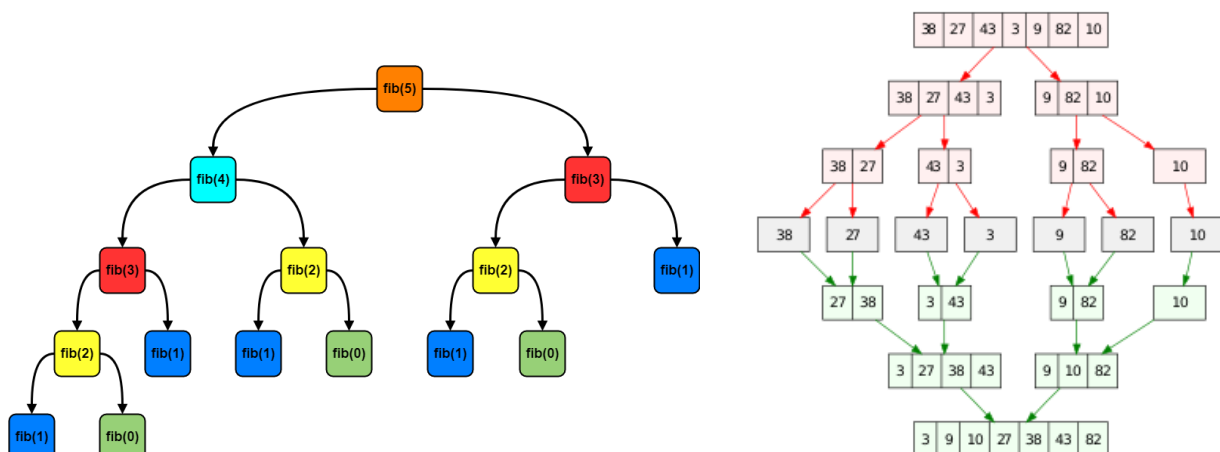 fib(5)
fib(4) fib(3)
fib(3) fib(2) fib(2) fib(1)
fib(2) fib(1) fib(1) fib(0) fib(1) fib(0)
fib(1) fib(0)
38 27 43 3 9 82 10
38 27 43 3 9 82 10
38 27 43 3 9 82 10
38 27 43 3 9 82 10
27 38 3 43 9 82 10
3 27 38 43 9 10 82
3 9 10 27 38 43 82